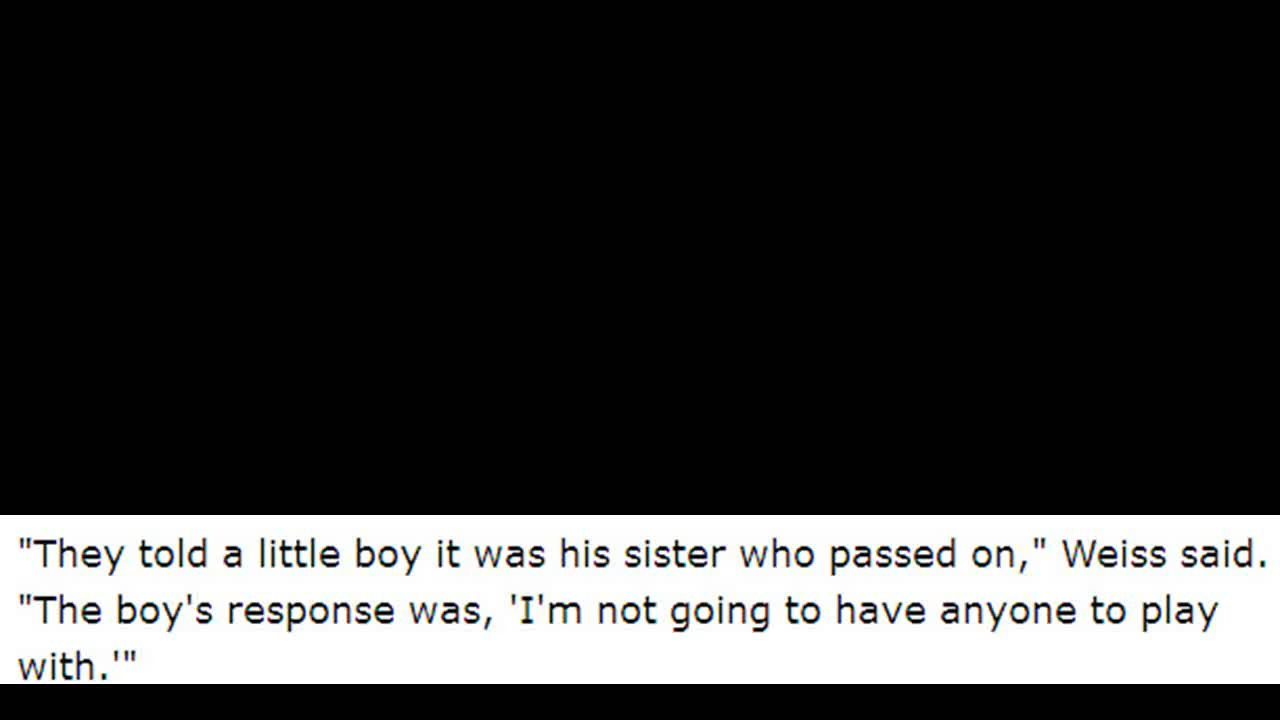 "They told a little boy it was his sister who passed on," Weiss said.
"The boy's response was, 'I'm not going to have anyone to play
with.'"